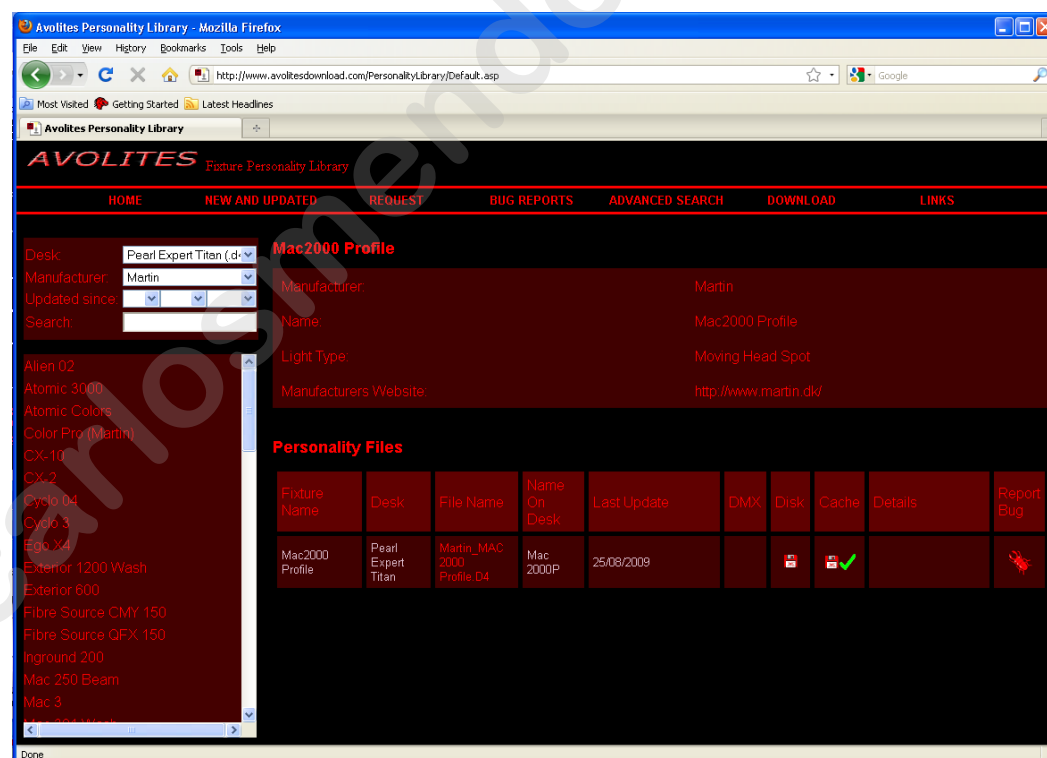 Avolites Personality Library - Mozilla Firefox
File Edit View History Bookmarks Tools Help
http://www.avolitesdownload.com/PersonalityLibrary/Default.asp
Google
Most Visited Getting Started Latest Headlines
Avolites Personality Library
AVOLITES Fixture Personality Library
HOME NEW AND UPDATED REQUEST BUG REPORTS ADVANCED SEARCH DOWNLOAD LINKS
Desk: Pearl Expert Titan (.d4
Manufacturer: Martin
Updated since:
Search:
Alien 02
Atomic 3000
Atomic Colors
Color Pro (Martin)
CX-10
CX-2
Cyclo 04
Cyclo 3
Ego X4
Exterior 1200 Wash
Exterior 600
Fibre Source CMY 150
Fibre Source QFX 150
Inground 200
Mac 250 Beam
Mac 3
Mac2000 Profile
Manufacturer: Martin
Name: Mac2000 Profile
Light Type: Moving Head Spot
Manufacturers Website: http://www.martin.dk/
Personality Files
Fixture Name Desk File Name Name On Desk Last Update DMX Disk Cache Details Report Bug
Mac2000 Profile Pearl Expert Titan Martin_MAC 2000 Profile.D4 Mac 2000P 25/08/2009
Done
carlosmendo